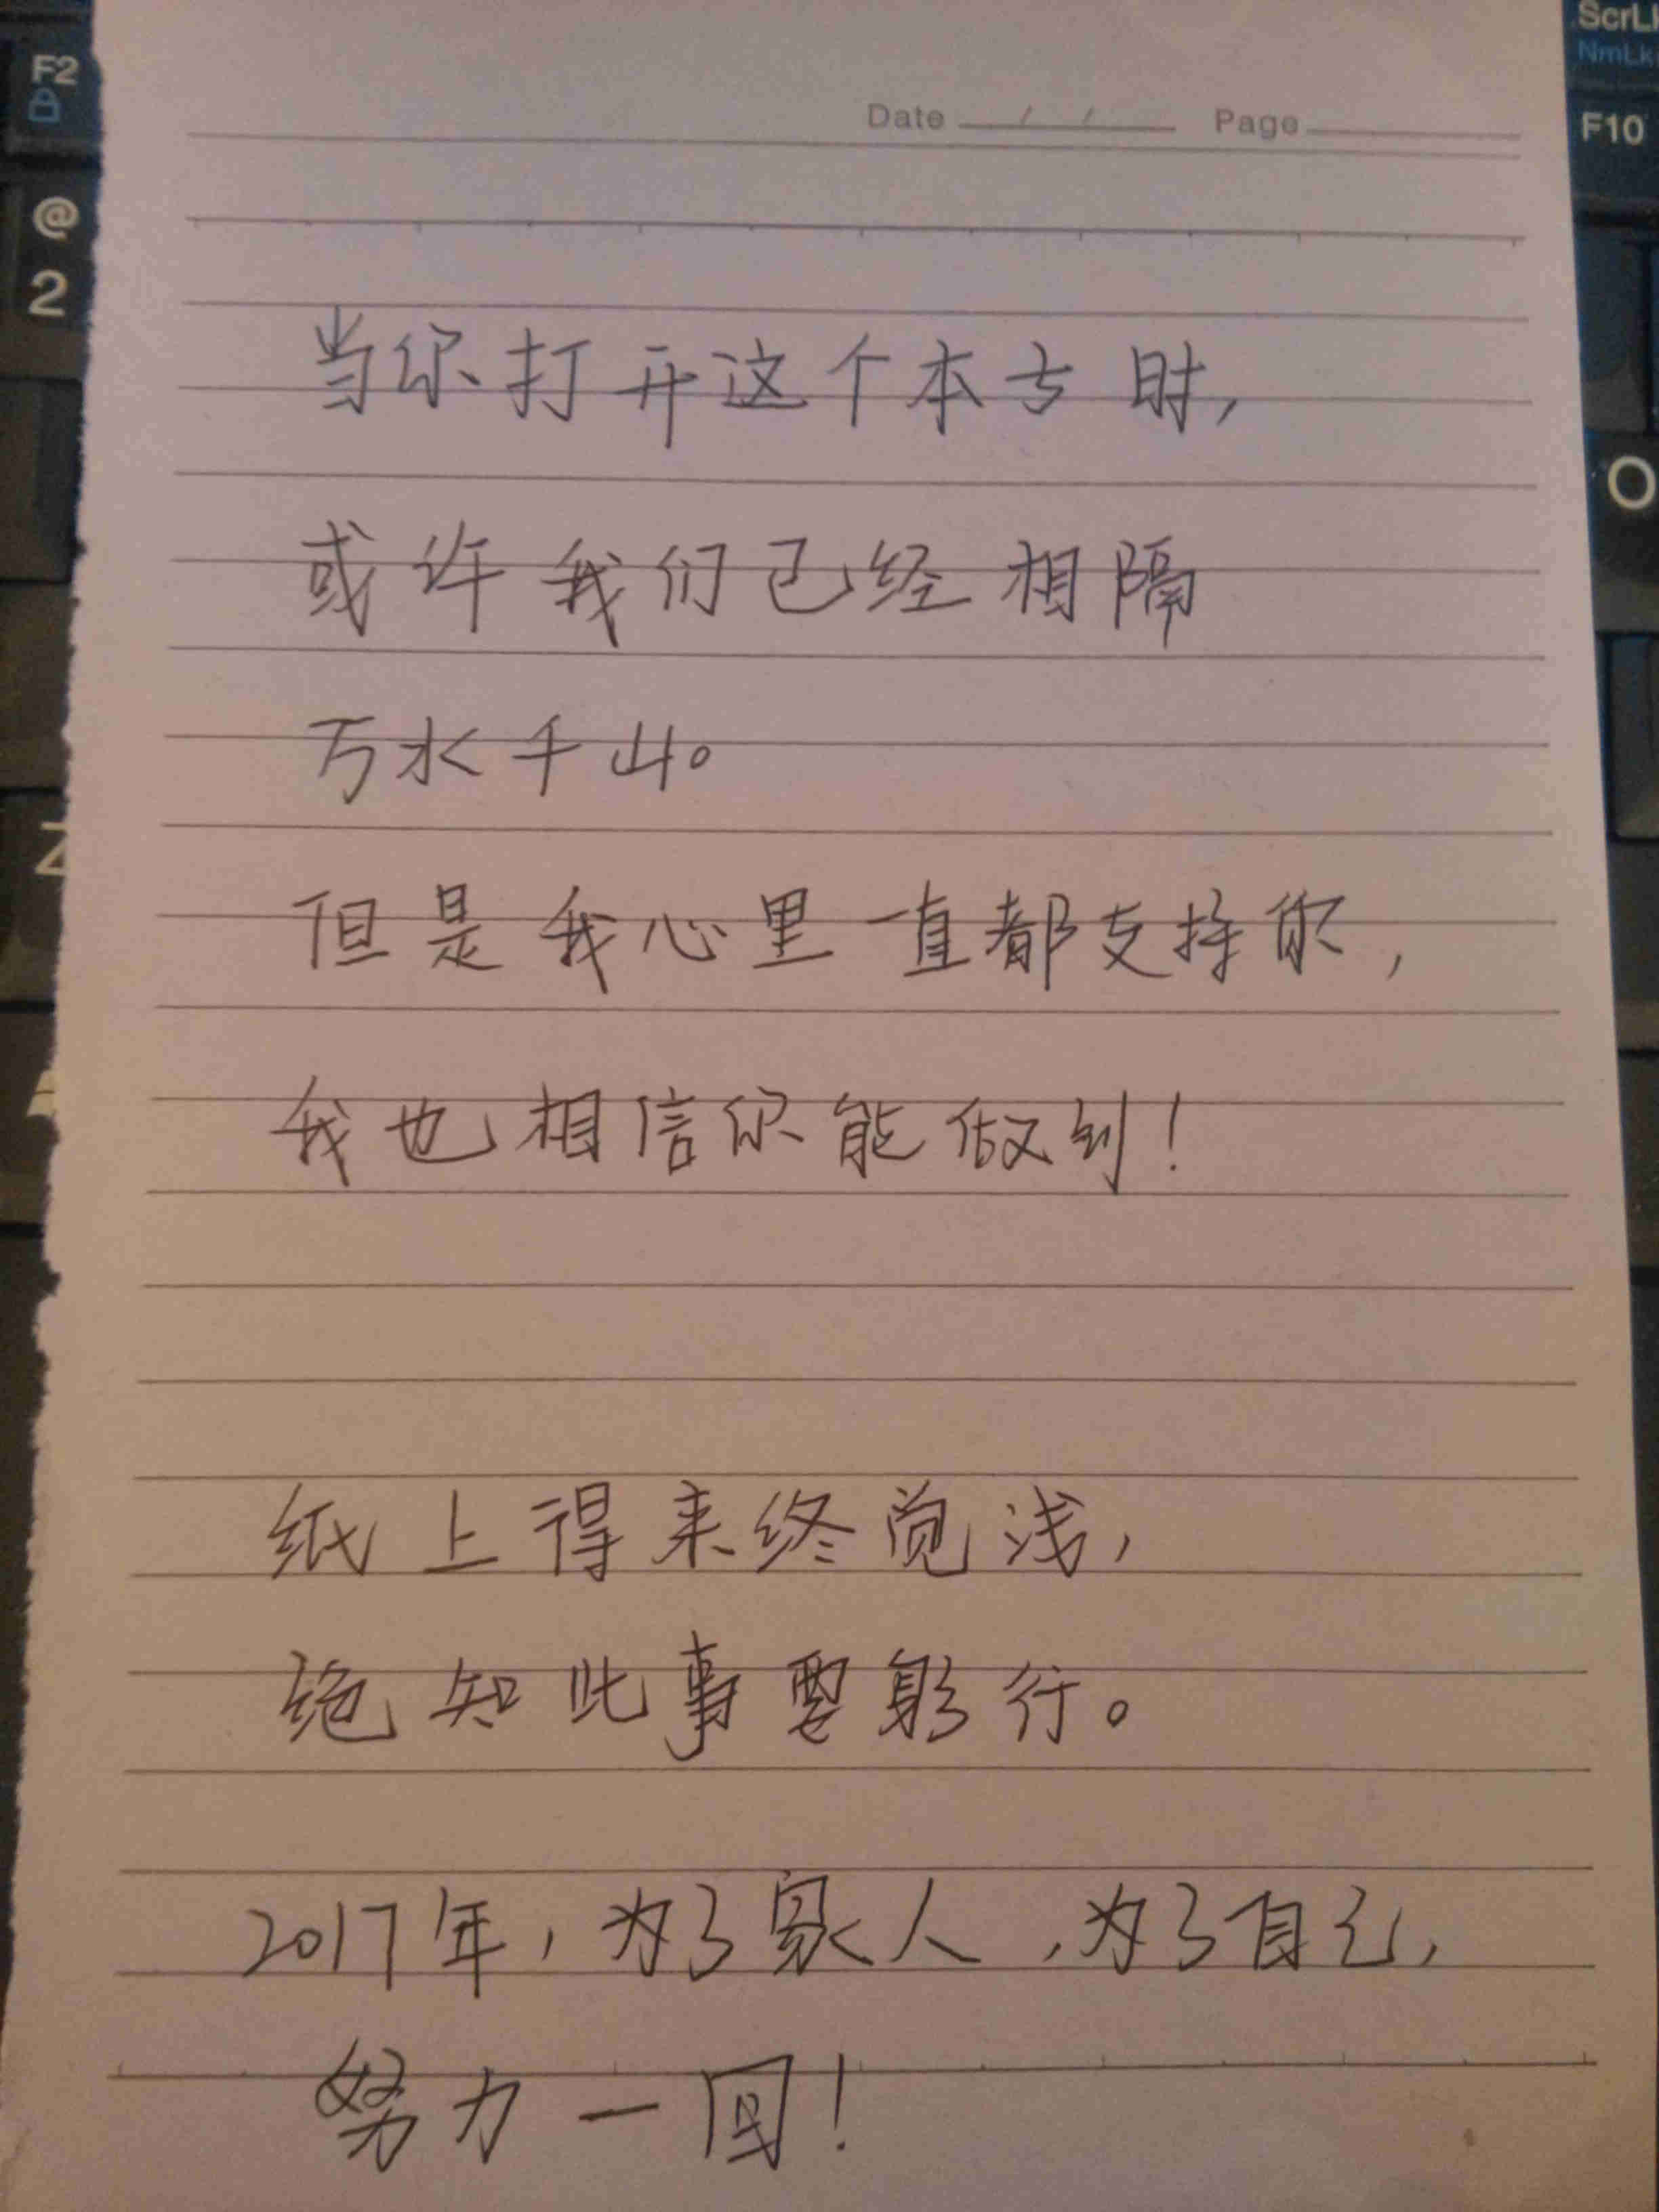 ScrLk
NmLk
F2
F10
@
2
O
Z
Date / / Page
当你打开这个本子时,
或许我们已经相隔
万水千山。
但是我心里一直都支持你,
我也相信你能做到!
纸上得来终觉浅,
绝知此事要躬行。
2017年,为了家人,为了自己,
努力一回!